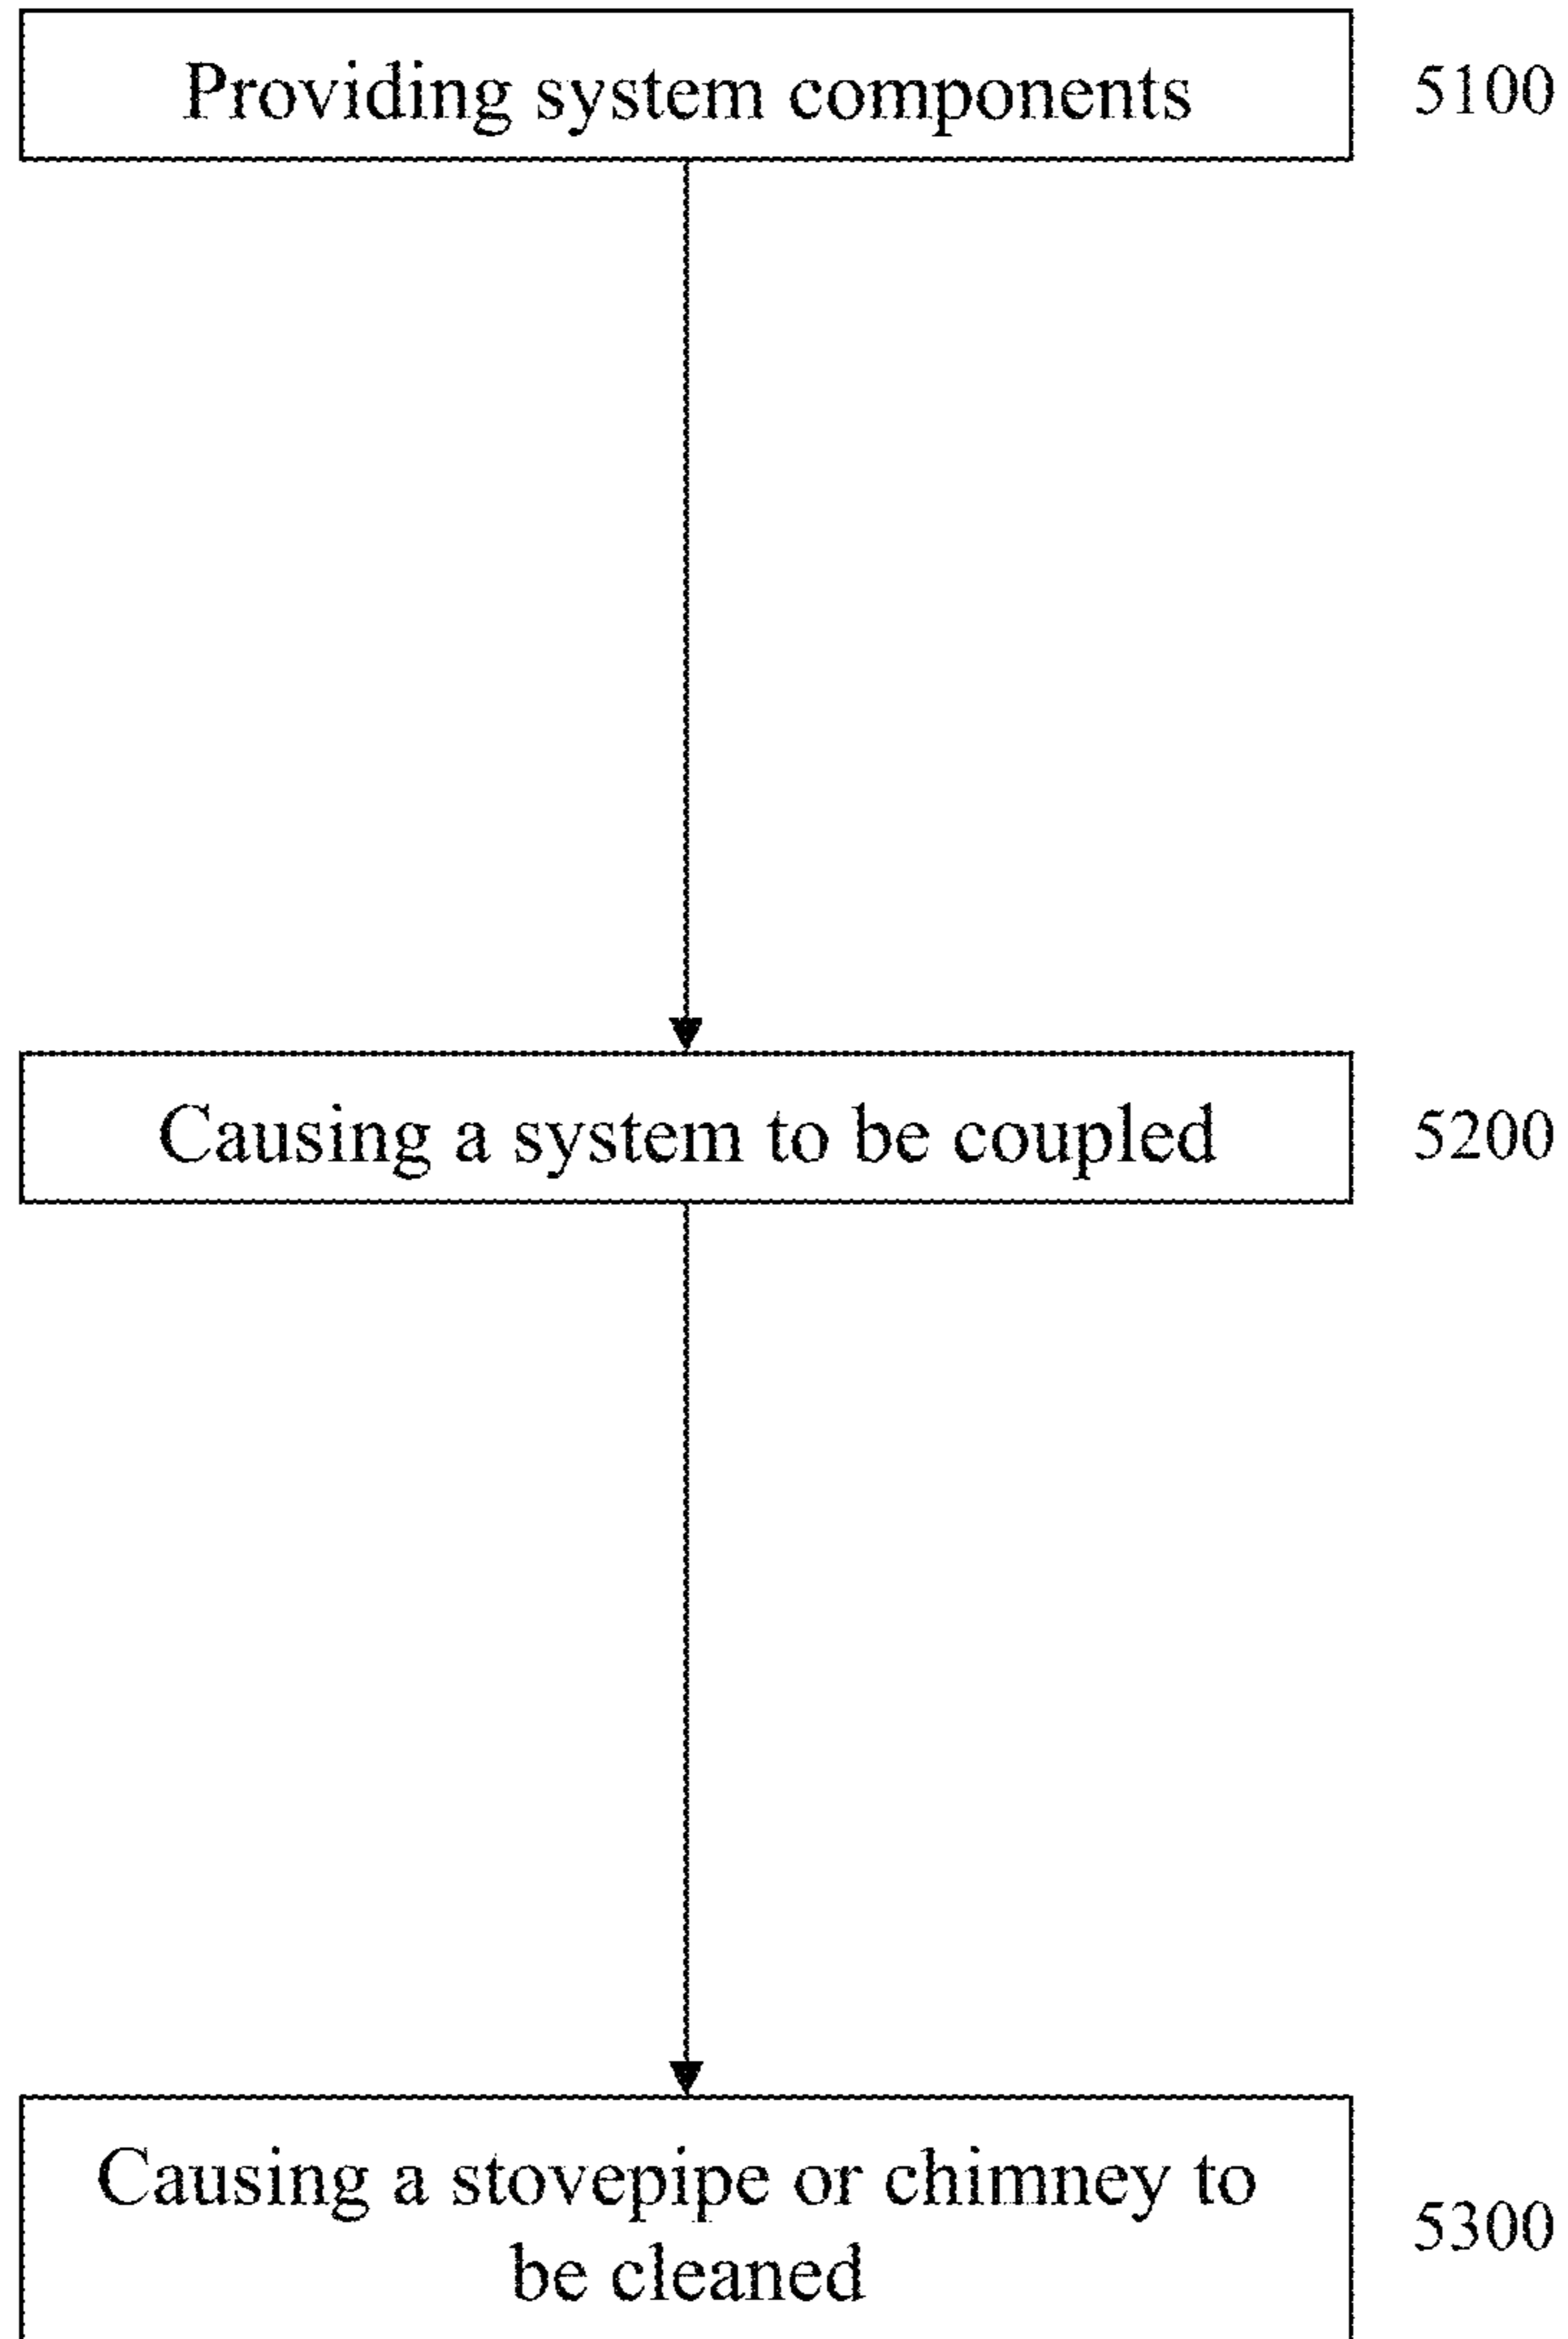 Providing system components 5100
Causing a system to be coupled 5200
Causing a stovepipe or chimney to
be cleaned
5300